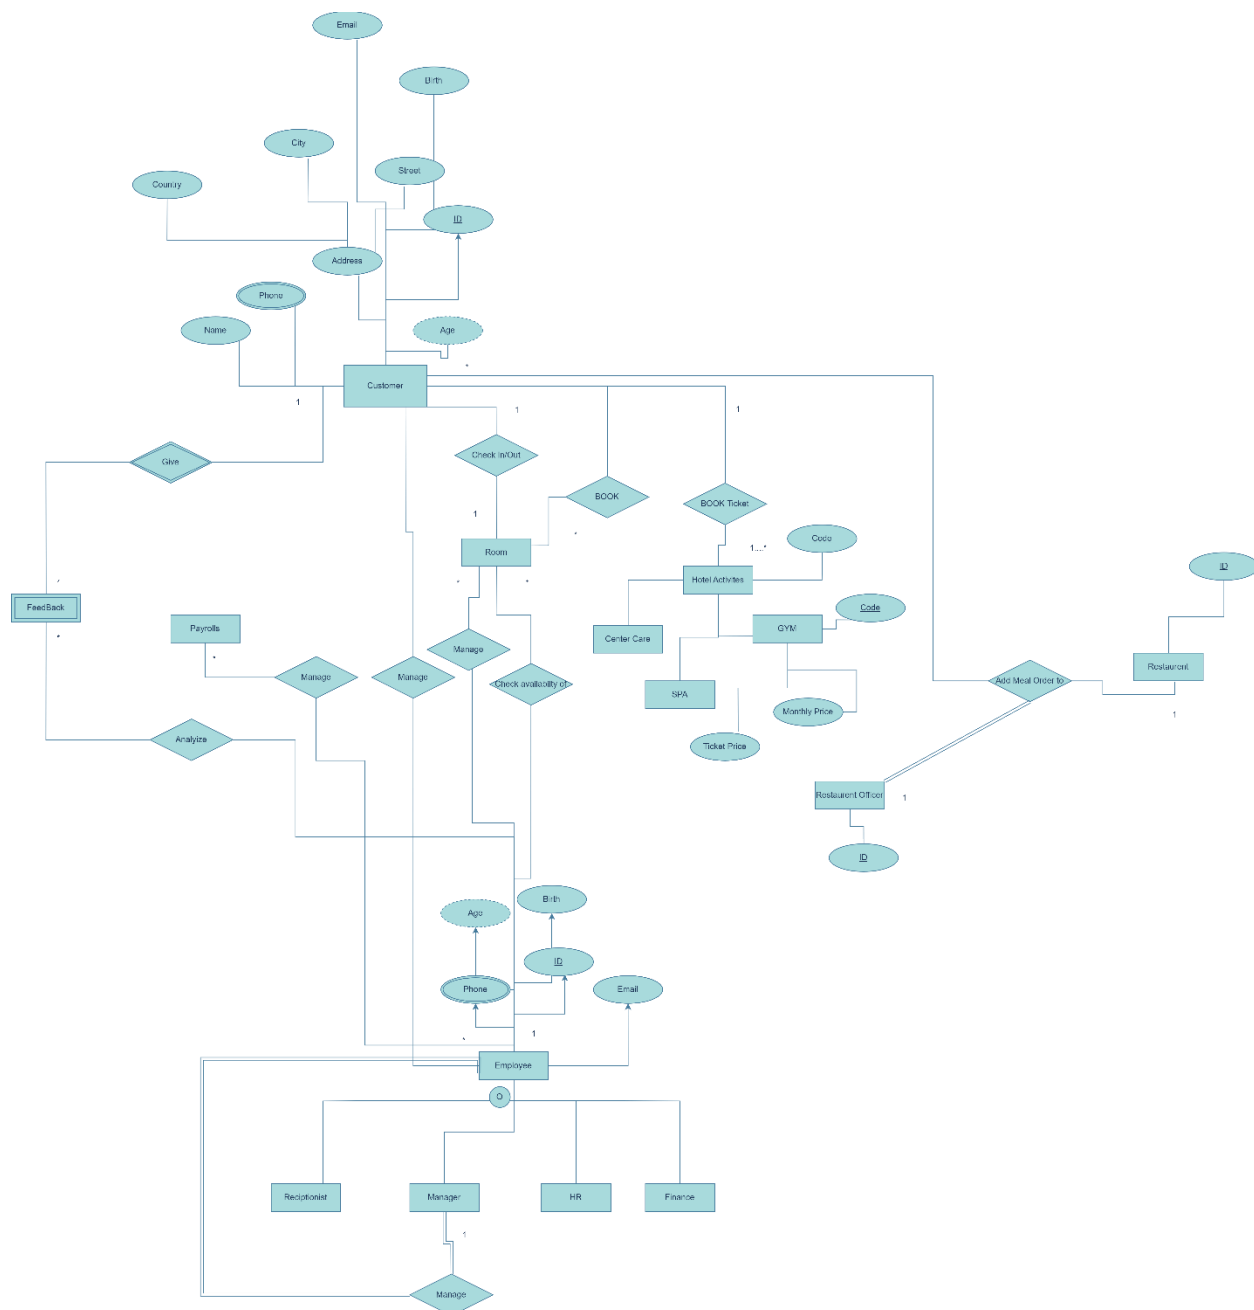 Email
Birth
City
Street
Country
ID
Address
Phone
Name
Age
*
Customer
1
1
1
Give
Check In/Out
BOOK
BOOK Ticket
1
*
Code
1....*
Room
ID
Hotel Activites
*
*
*
FeedBack
Code
*
Payrolls
GYM
Center Care
Manage
*
Restaurent
Manage
Manage
Check availability of
Add Meal Order to
SPA
Monthly Price
1
Analyize
Ticket Price
Restaurent Officer
1
ID
Birth
Age
ID
Phone
Email
1
*
Employee
O
Reciptionist
Manager
HR
Finance
1
Manage